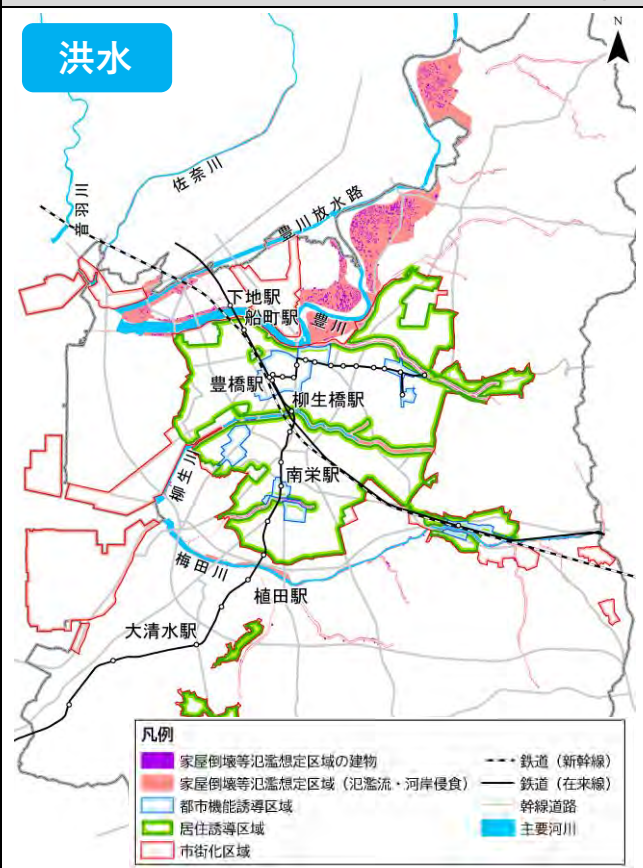 洪水
N
佐奈川
音羽川
豊川放水路
下地駅
船町駅
豊川
豊橋駅
柳生橋駅
柳生川
南栄駅
梅田川
植田駅
大清水駅
凡例
家屋倒壊等氾濫想定区域の建物
家屋倒壊等氾濫想定区域（氾濫流・河岸侵食）
都市機能誘導区域
居住誘導区域
市街化区域
鉄道（新幹線）
鉄道（在来線）
幹線道路
主要河川